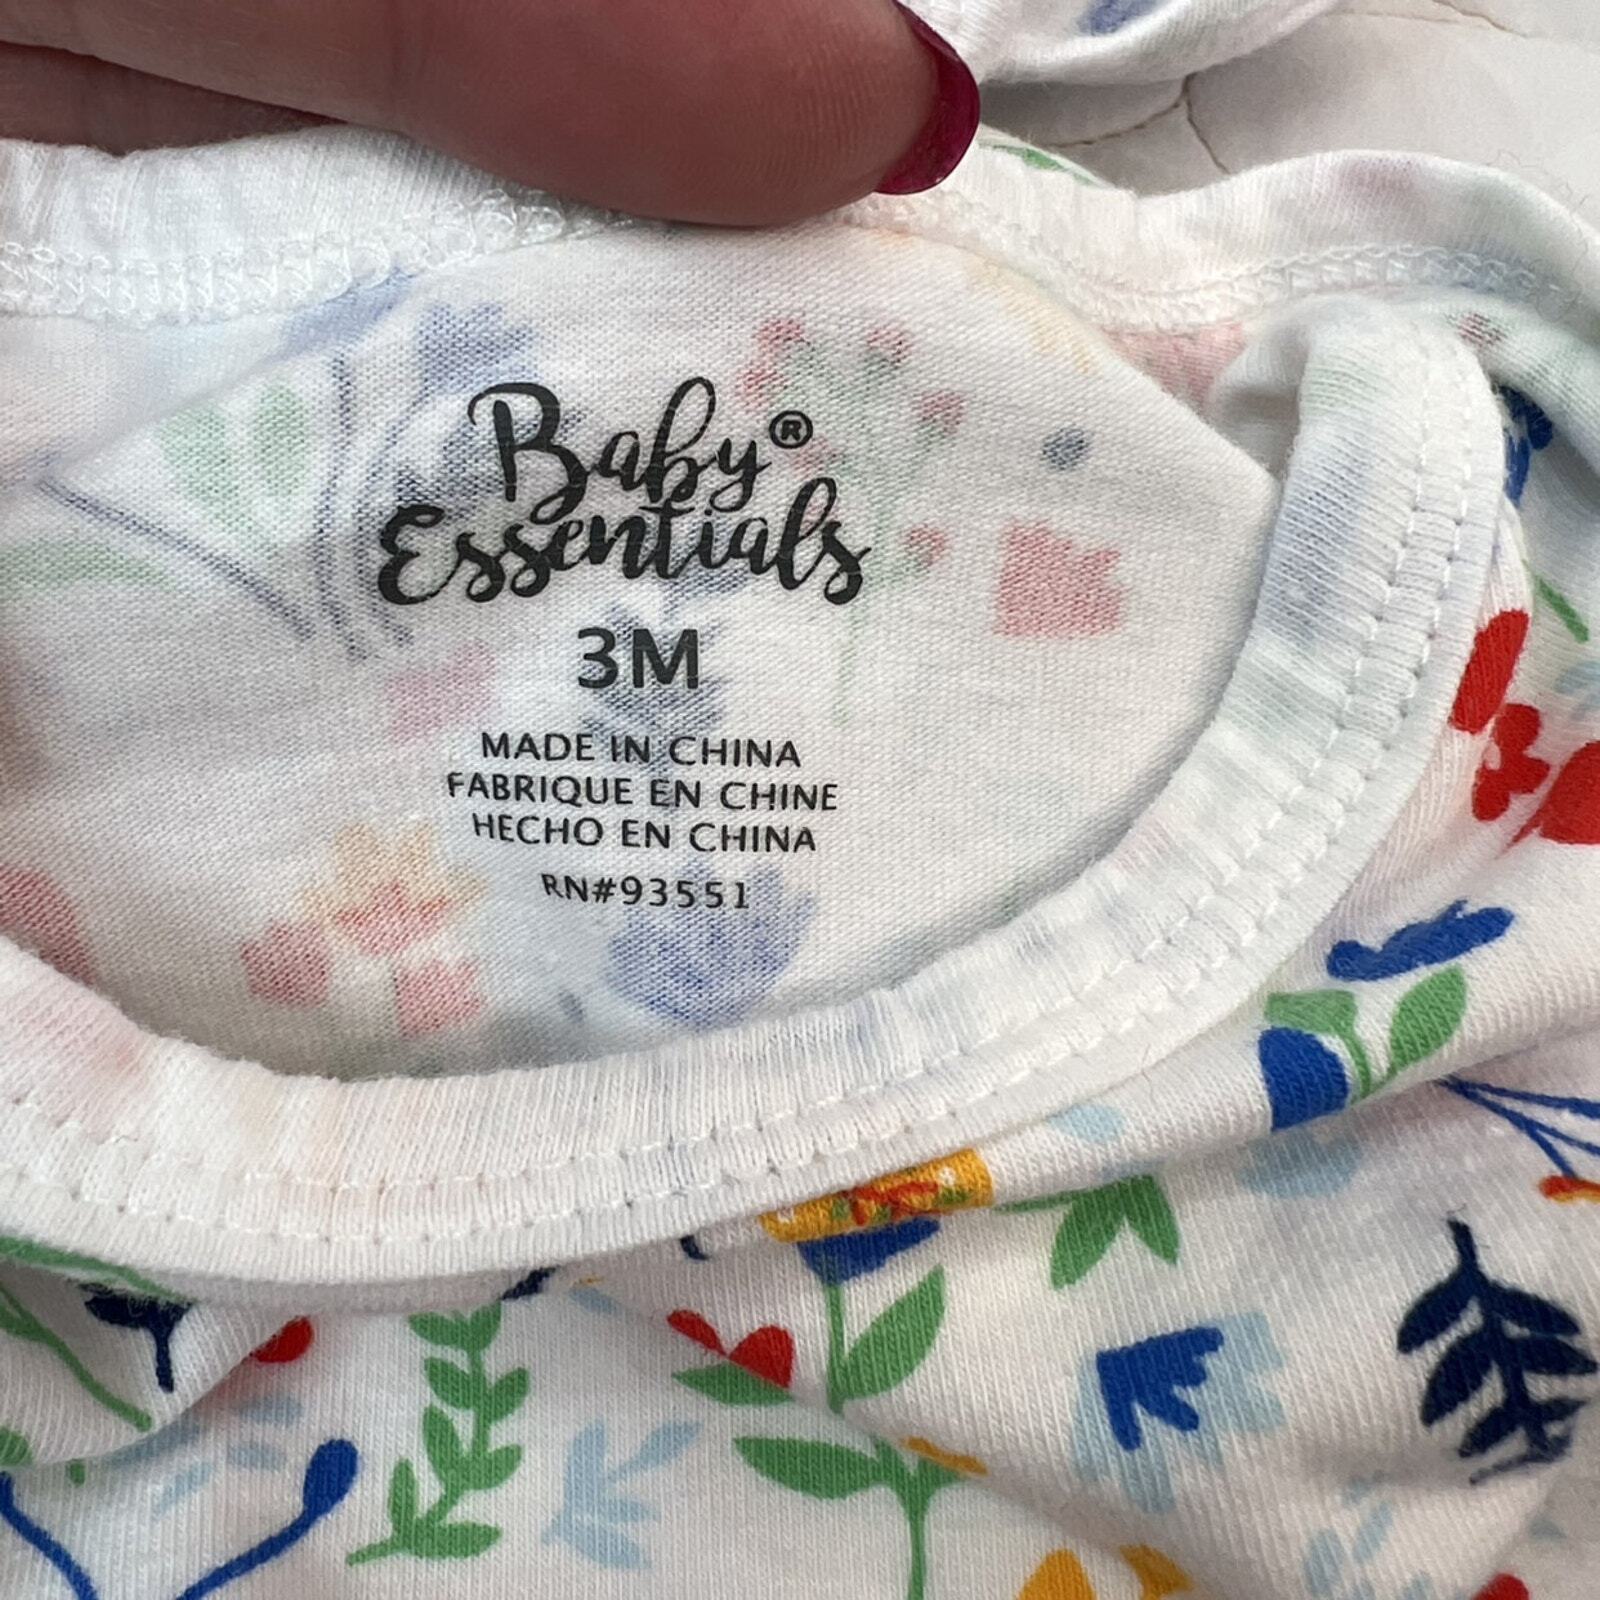 Baby®
Essentials
3M
MADE IN CHINA
FABRIQUE EN CHINE
HECHO EN CHINA
RN#93551